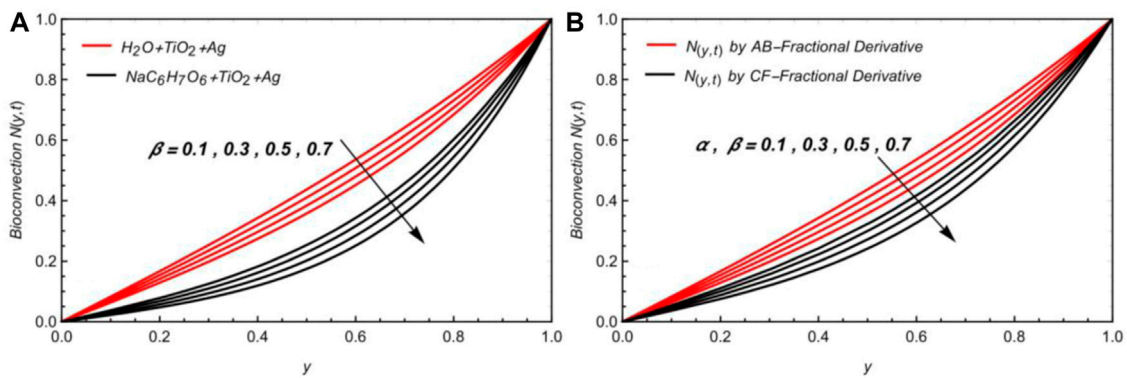 A
H2O+TiO2+Ag
NaC6H7O6+TiO2+Ag
β = 0.1 , 0.3 , 0.5 , 0.7
Bioconvection N(y,t)
1.0
0.8
0.6
0.4
0.2
0.0
0.0 0.2 0.4 0.6 0.8 1.0
y
B
N(y,t) by AB-Fractional Derivative
N(y,t) by CF-Fractional Derivative
α , β = 0.1 , 0.3 , 0.5 , 0.7
Bioconvection N(y,t)
1.0
0.8
0.6
0.4
0.2
0.0
0.0 0.2 0.4 0.6 0.8 1.0
y